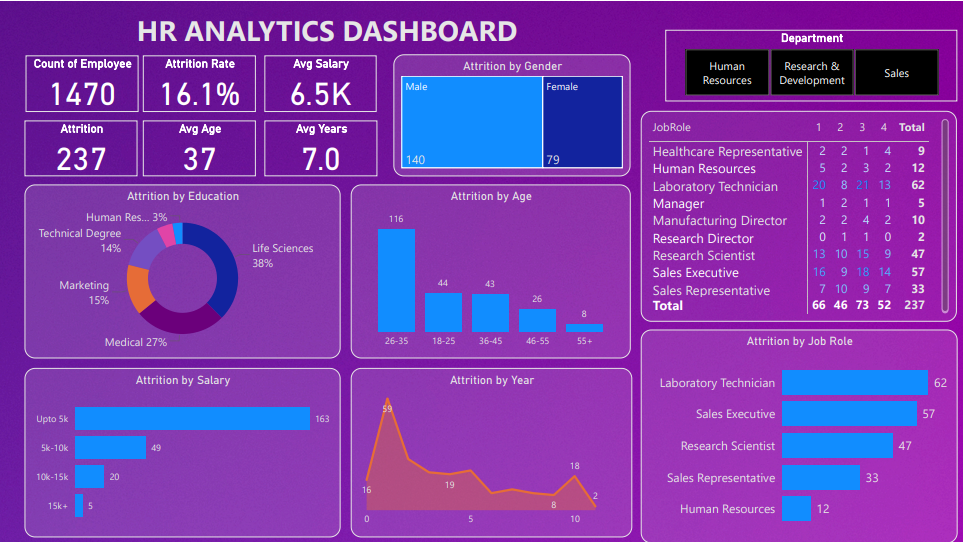 HR ANALYTICS DASHBOARD
Count of Employee
1470
Attrition Rate
16.1%
Avg Salary
6.5K
Attrition
237
Avg Age
37
Avg Years
7.0
Attrition by Gender
Male
140
Female
79
Department
Human
Resources
Research &
Development
Sales
JobRole 1 2 3 4 Total
Healthcare Representative 2 2 1 4 9
Human Resources 5 2 3 2 12
Laboratory Technician 20 8 21 13 62
Manager 1 2 1 1 5
Manufacturing Director 2 2 4 2 10
Research Director 0 1 1 0 2
Research Scientist 13 10 15 9 47
Sales Executive 16 9 18 14 57
Sales Representative 7 10 9 7 33
Total 66 46 73 52 237
Attrition by Education
Human Res... 3%
Technical Degree
14%
Marketing
15%
Medical 27%
Life Sciences
38%
Attrition by Age
116
44
43
26
8
26-35 18-25 36-45 46-55 55+
Attrition by Salary
Upto 5k 163
5k-10k 49
10k-15k 20
15k+ 5
Attrition by Year
59
16
19
8
18
2
0 5 10
Attrition by Job Role
Laboratory Technician 62
Sales Executive 57
Research Scientist 47
Sales Representative 33
Human Resources 12